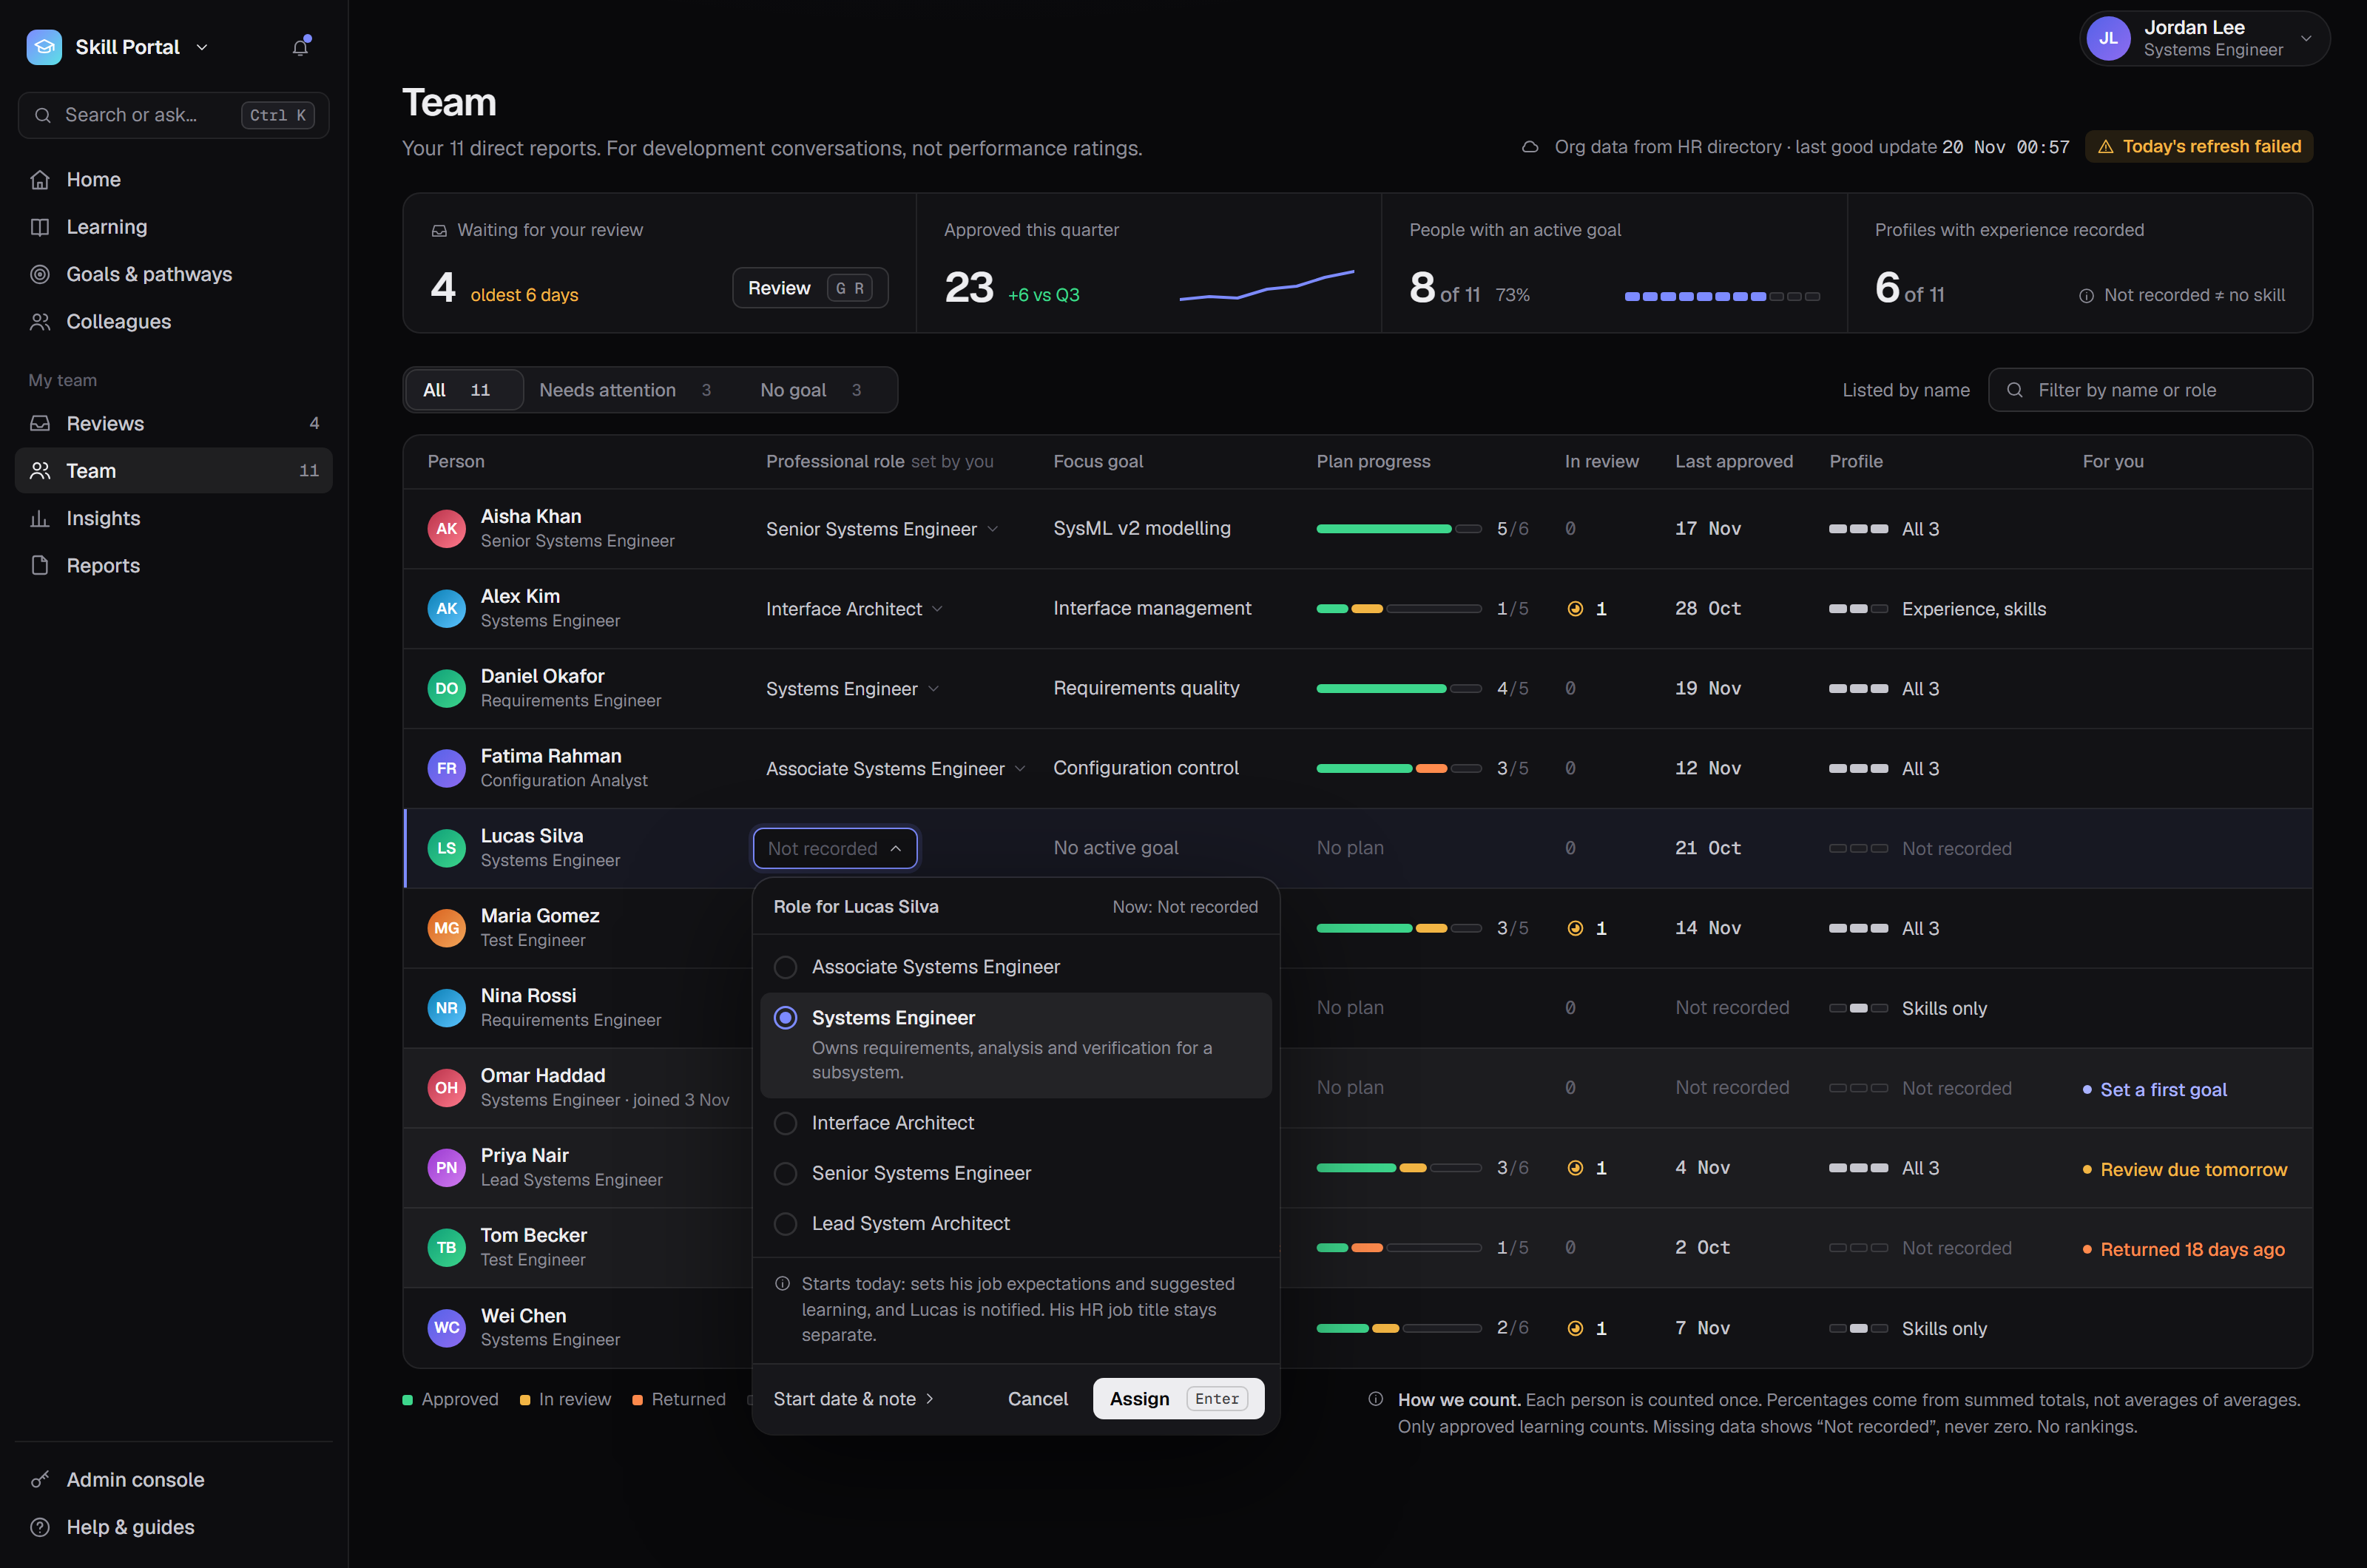 Skill Portal
Search or ask... Ctrl K
Home
Learning
Goals & pathways
Colleagues
My team
Reviews 4
Team 11
Insights
Reports
Admin console
Help & guides
JL Jordan Lee
Systems Engineer
Team
Your 11 direct reports. For development conversations, not performance ratings.
Org data from HR directory · last good update 20 Nov 00:57 Today's refresh failed
Waiting for your review
4 oldest 6 days Review G R
Approved this quarter
23 +6 vs Q3
People with an active goal
8 of 11 73%
Profiles with experience recorded
6 of 11 Not recorded ≠ no skill
All 11 Needs attention 3 No goal 3
Listed by name Filter by name or role
Person Professional role set by you Focus goal Plan progress In review Last approved Profile For you
AK Aisha Khan
Senior Systems Engineer
Senior Systems Engineer SysML v2 modelling 5/6 0 17 Nov All 3
AK Alex Kim
Systems Engineer
Interface Architect Interface management 1/5 1 28 Oct Experience, skills
DO Daniel Okafor
Requirements Engineer
Systems Engineer Requirements quality 4/5 0 19 Nov All 3
FR Fatima Rahman
Configuration Analyst
Associate Systems Engineer Configuration control 3/5 0 12 Nov All 3
LS Lucas Silva
Systems Engineer
Not recorded No active goal No plan 0 21 Oct Not recorded
MG Maria Gomez
Test Engineer
3/5 1 14 Nov All 3
NR Nina Rossi
Requirements Engineer
No plan 0 Not recorded Skills only
OH Omar Haddad
Systems Engineer · joined 3 Nov
No plan 0 Not recorded Not recorded Set a first goal
PN Priya Nair
Lead Systems Engineer
3/6 1 4 Nov All 3 Review due tomorrow
TB Tom Becker
Test Engineer
1/5 0 2 Oct Not recorded Returned 18 days ago
WC Wei Chen
Systems Engineer
2/6 1 7 Nov Skills only
Role for Lucas Silva Now: Not recorded
Associate Systems Engineer
Systems Engineer
Owns requirements, analysis and verification for a
subsystem.
Interface Architect
Senior Systems Engineer
Lead System Architect
Starts today: sets his job expectations and suggested
learning, and Lucas is notified. His HR job title stays
separate.
Start date & note Cancel Assign Enter
Approved In review Returned
How we count. Each person is counted once. Percentages come from summed totals, not averages of averages.
Only approved learning counts. Missing data shows “Not recorded”, never zero. No rankings.